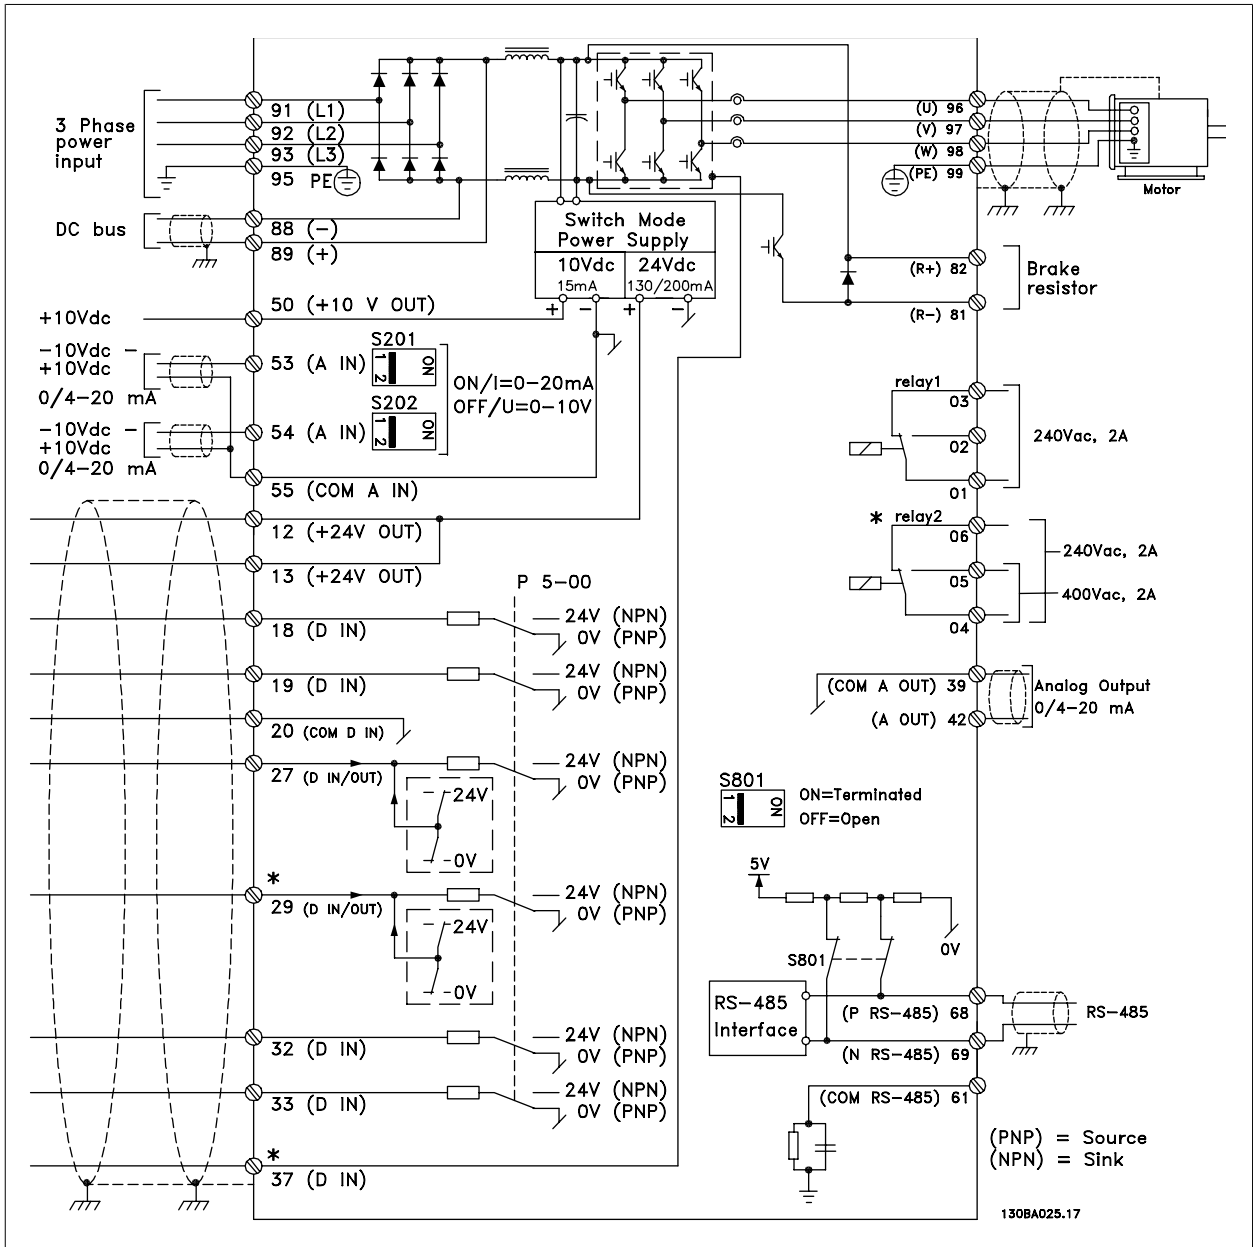 3 Phase
power
input
91 (L1)
92 (L2)
93 (L3)
95 PE
DC bus
88 (−)
89 (+)
Switch Mode
Power Supply
10Vdc
15mA
24Vdc
130/200mA
+ − + −
(U) 96
(V) 97
(W) 98
(PE) 99
Motor
(R+) 82
(R−) 81
Brake
resistor
+10Vdc
50 (+10 V OUT)
−10Vdc −
+10Vdc
0/4−20 mA
53 (A IN)
S201
ON
1 2
−10Vdc −
+10Vdc
0/4−20 mA
54 (A IN)
S202
ON
1 2
ON/I=0−20mA
OFF/U=0−10V
55 (COM A IN)
12 (+24V OUT)
13 (+24V OUT)
P 5-00
18 (D IN)
24V (NPN)
0V (PNP)
19 (D IN)
24V (NPN)
0V (PNP)
20 (COM D IN)
27 (D IN/OUT)
24V (NPN)
0V (PNP)
24V
0V
*
29 (D IN/OUT)
24V (NPN)
0V (PNP)
24V
0V
32 (D IN)
24V (NPN)
0V (PNP)
33 (D IN)
24V (NPN)
0V (PNP)
*
37 (D IN)
relay1
03
02
01
240Vac, 2A
* relay2
06
05
04
240Vac, 2A
400Vac, 2A
(COM A OUT) 39
(A OUT) 42
Analog Output
0/4−20 mA
S801
ON
1 2
ON=Terminated
OFF=Open
5V
S801
0V
RS-485
Interface
(P RS-485) 68
(N RS-485) 69
RS-485
(COM RS-485) 61
(PNP) = Source
(NPN) = Sink
130BA025.17